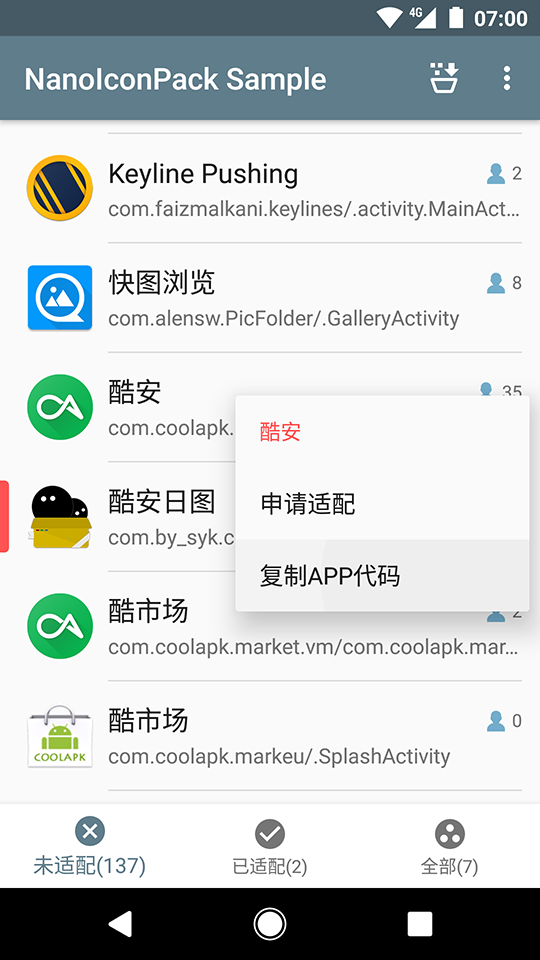 4G 07:00
NanoIconPack Sample
Keyline Pushing 2
com.faizmalkani.keylines/.activity.MainAct...
快图浏览 8
com.alensw.PicFolder/.GalleryActivity
酷安 35
com.coolapk.
酷安
酷安日图
申请适配
com.by_syk.c
复制APP代码
酷市场 2
com.coolapk.market.vm/com.coolapk.mar...
酷市场 0
COOLAPK
com.coolapk.markeu/.SplashActivity
未适配(137) 已适配(2) 全部(7)